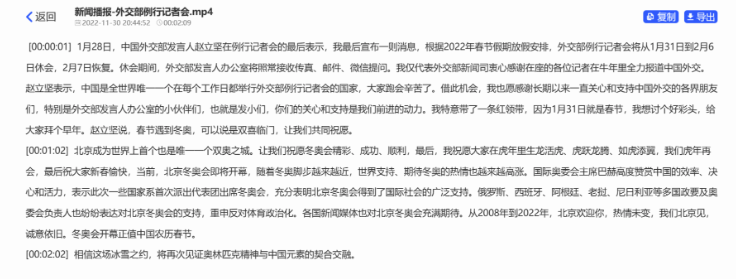 返回
新闻播报-外交部例行记者会.mp4
2022-11-30 20:44:52 00:02:09
复制 导出
[00:00:01] 1月28日，中国外交部发言人赵立坚在例行记者会的最后表示，我最后宣布一则消息，根据2022年春节假期放假安排，外交部例行记者会将从1月31日到2月6
日休会，2月7日恢复。休会期间，外交部发言人办公室将照常接收传真、邮件、微信提问。我仅代表外交部新闻司衷心感谢在座的各位记者在牛年里全力报道中国外交。
赵立坚表示，中国是全世界唯一一个在每个工作日都举行外交部例行记者会的国家，大家跑会辛苦了。借此机会，我也愿感谢长期以来一直关心和支持中国外交的各界朋友
们，特别是外交部发言人办公室的小伙伴们，也就是发小们，你们的关心和支持是我们前进的动力。我特意带了一条红领带，因为1月31日就是春节，我想讨个好彩头，给
大家拜个早年。赵立坚说，春节遇到冬奥，可以说是双喜临门，让我们共同祝愿。
[00:01:02] 北京成为世界上首个也是唯一一个双奥之城。让我们祝愿冬奥会精彩、成功、顺利，最后，我祝愿大家在虎年里生龙活虎、虎跃龙腾、如虎添翼，我们虎年再
会，最后祝大家新春愉快，当前，北京冬奥会即将开幕，随着冬奥脚步越来越近，世界支持、期待冬奥的热情也越来越高涨。国际奥委会主席巴赫高度赞赏中国的效率、决
心和活力，表示此次一些国家系首次派出代表团出席冬奥会，充分表明北京冬奥会得到了国际社会的广泛支持。俄罗斯、西班牙、阿根廷、老挝、尼日利亚等多国政要及奥
委会负责人也纷纷表达对北京冬奥会的支持，重申反对体育政治化。各国新闻媒体也对北京冬奥会充满期待。从2008年到2022年，北京欢迎你，热情未变，我们北京见，
诚意依旧。冬奥会开幕正值中国农历春节。
[00:02:02] 相信这场冰雪之约，将再次见证奥林匹克精神与中国元素的契合交融。